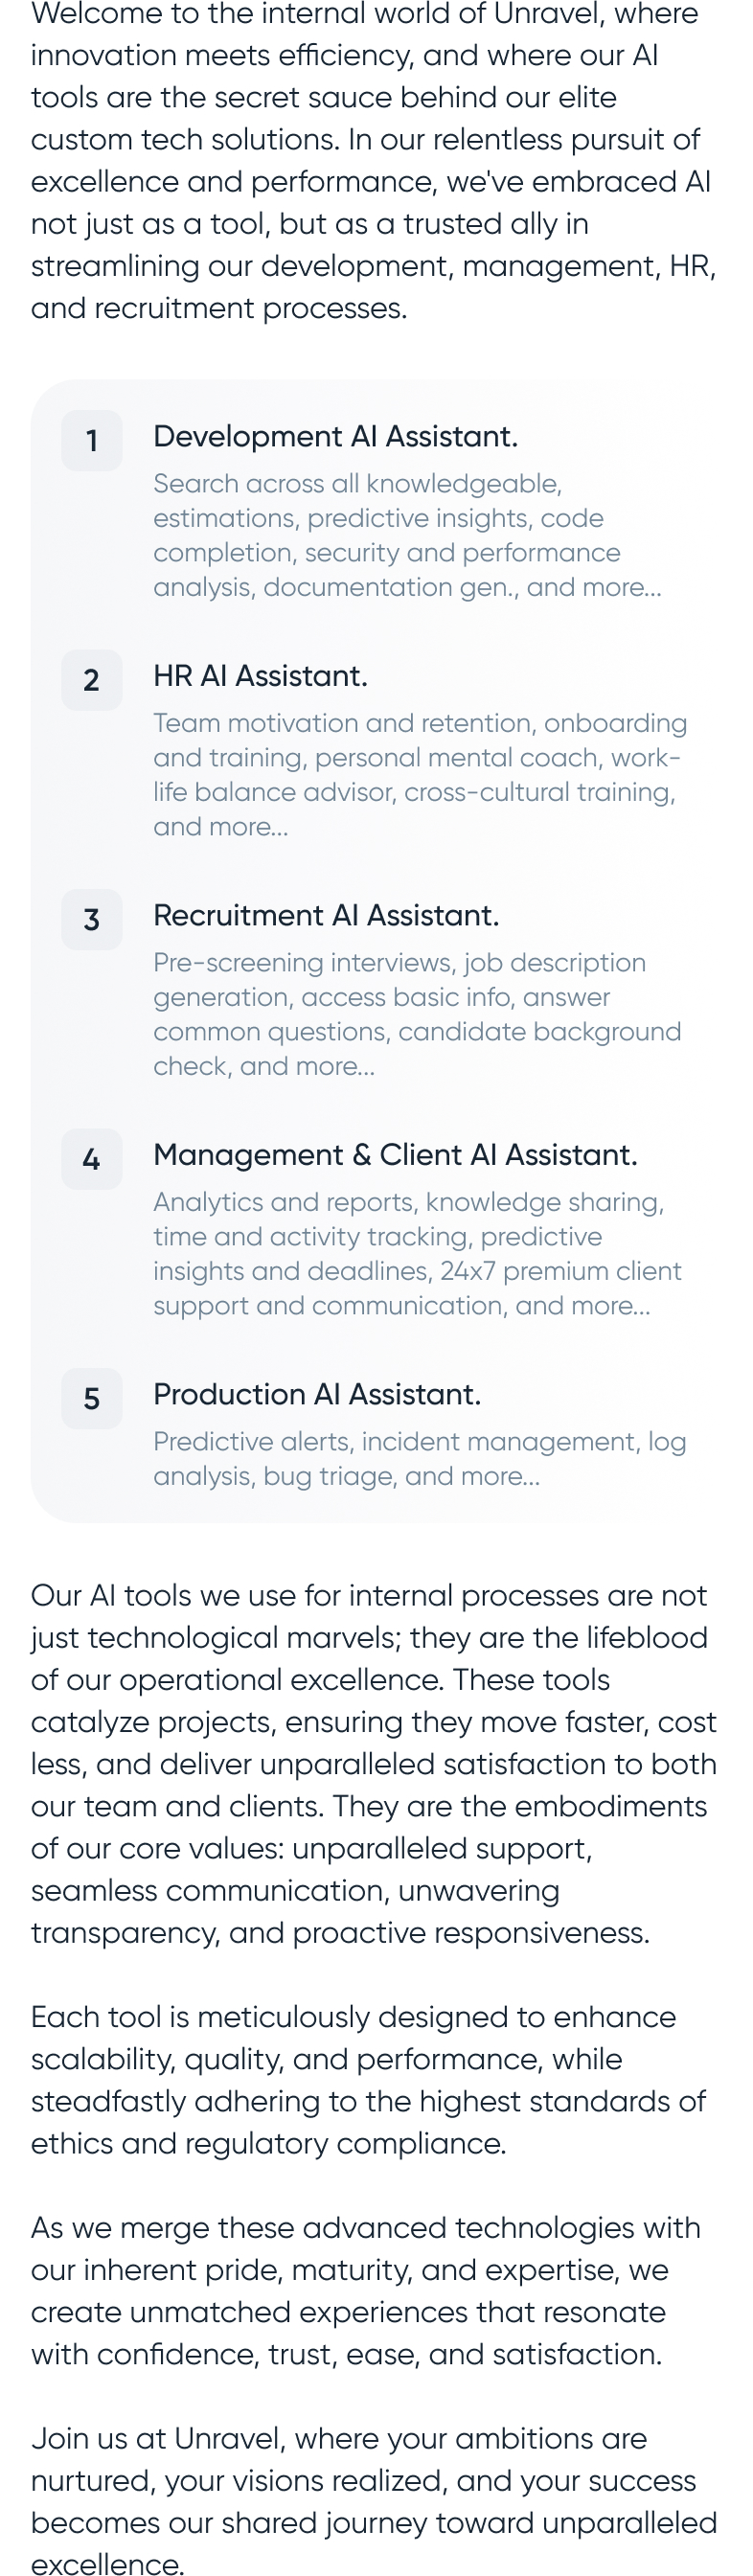 Welcome to the internal world of Unravel, where
innovation meets efficiency, and where our AI
tools are the secret sauce behind our elite
custom tech solutions. In our relentless pursuit of
excellence and performance, we've embraced AI
not just as a tool, but as a trusted ally in
streamlining our development, management, HR,
and recruitment processes.
1
Development AI Assistant.
Search across all knowledgeable,
estimations, predictive insights, code
completion, security and performance
analysis, documentation gen., and more...
2
HR AI Assistant.
Team motivation and retention, onboarding
and training, personal mental coach, work-
life balance advisor, cross-cultural training,
and more...
3
Recruitment AI Assistant.
Pre-screening interviews, job description
generation, access basic info, answer
common questions, candidate background
check, and more...
4
Management & Client AI Assistant.
Analytics and reports, knowledge sharing,
time and activity tracking, predictive
insights and deadlines, 24x7 premium client
support and communication, and more...
5
Production AI Assistant.
Predictive alerts, incident management, log
analysis, bug triage, and more...
Our AI tools we use for internal processes are not
just technological marvels; they are the lifeblood
of our operational excellence. These tools
catalyze projects, ensuring they move faster, cost
less, and deliver unparalleled satisfaction to both
our team and clients. They are the embodiments
of our core values: unparalleled support,
seamless communication, unwavering
transparency, and proactive responsiveness.
Each tool is meticulously designed to enhance
scalability, quality, and performance, while
steadfastly adhering to the highest standards of
ethics and regulatory compliance.
As we merge these advanced technologies with
our inherent pride, maturity, and expertise, we
create unmatched experiences that resonate
with confidence, trust, ease, and satisfaction.
Join us at Unravel, where your ambitions are
nurtured, your visions realized, and your success
becomes our shared journey toward unparalleled
excellence.